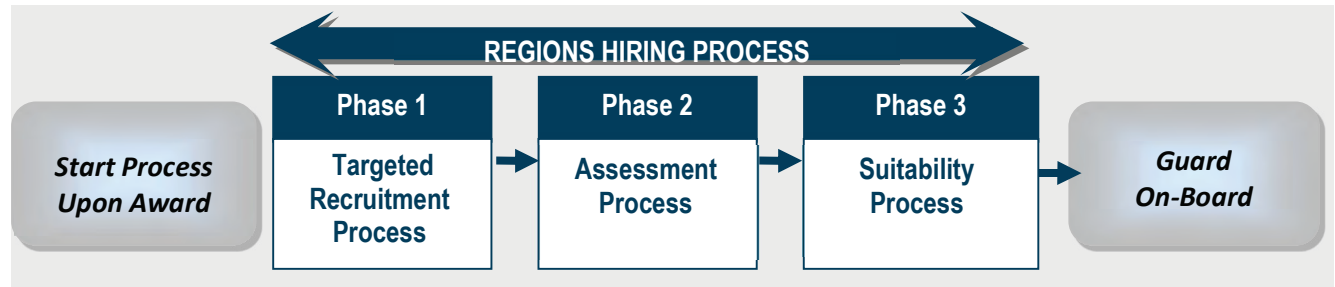 REGIONS HIRING PROCESS
Start Process
Upon Award
Phase 1
Targeted
Recruitment
Process
Phase 2
Assessment
Process
Phase 3
Suitability
Process
Guard
On-Board